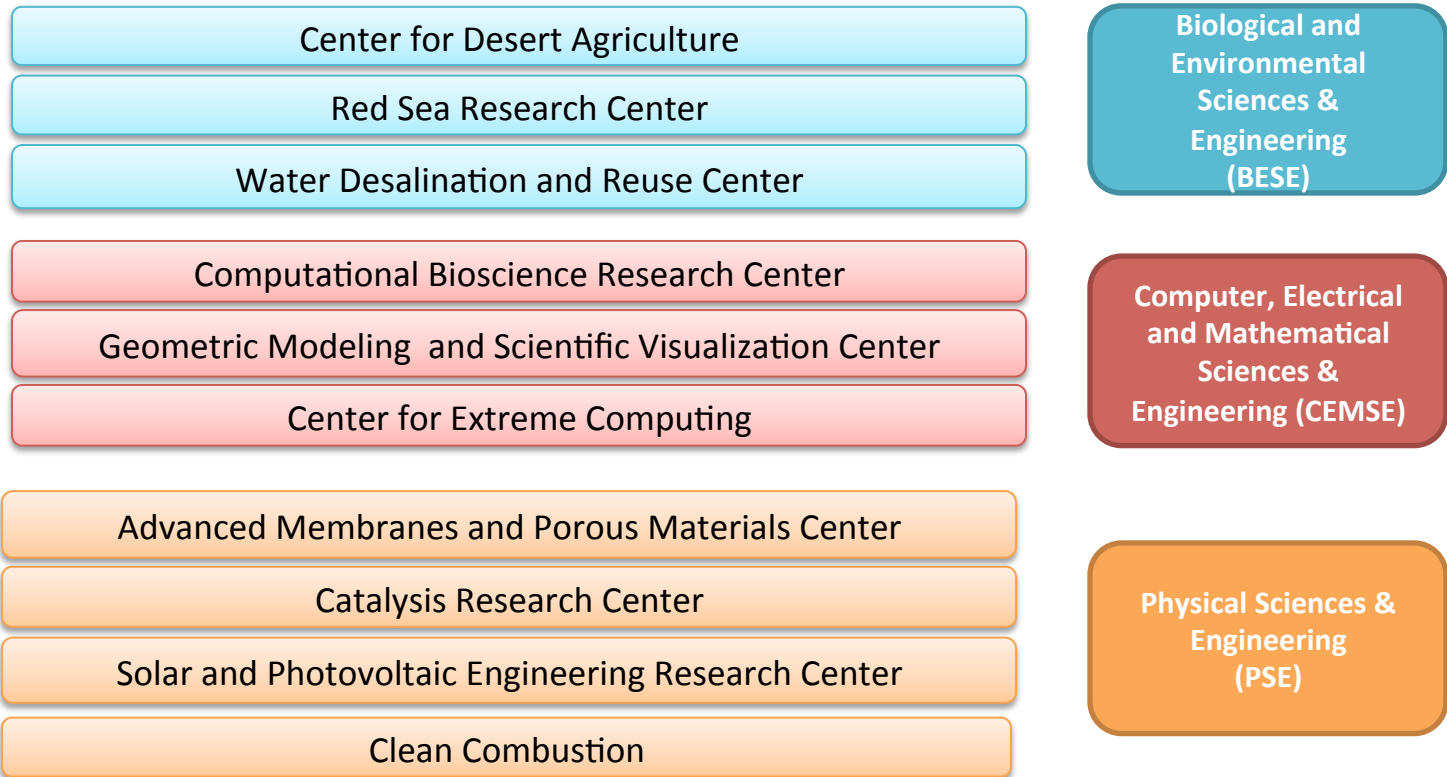 Center for Desert Agriculture
Red Sea Research Center
Water Desalination and Reuse Center
Biological and
Environmental
Sciences &
Engineering
(BESE)
Computational Bioscience Research Center
Geometric Modeling  and Scientific Visualization Center
Center for Extreme Computing
Computer, Electrical
and Mathematical
Sciences &
Engineering (CEMSE)
Advanced Membranes and Porous Materials Center
Catalysis Research Center
Solar and Photovoltaic Engineering Research Center
Clean Combustion
Physical Sciences &
Engineering
(PSE)